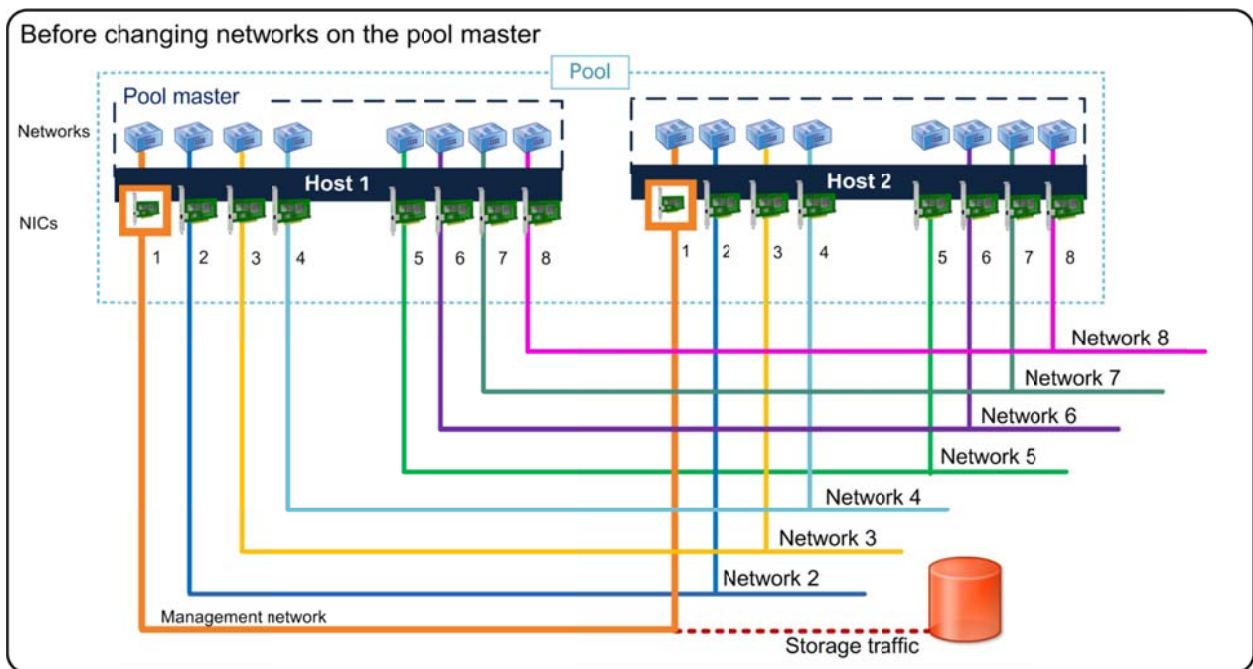 Before changing networks on the pool master
Pool
Pool master
Networks
Host 1
Host 2
NICs
1 2 3 4 5 6 7 8
1 2 3 4 5 6 7 8
Network 8
Network 7
Network 6
Network 5
Network 4
Network 3
Network 2
Management network
Storage traffic